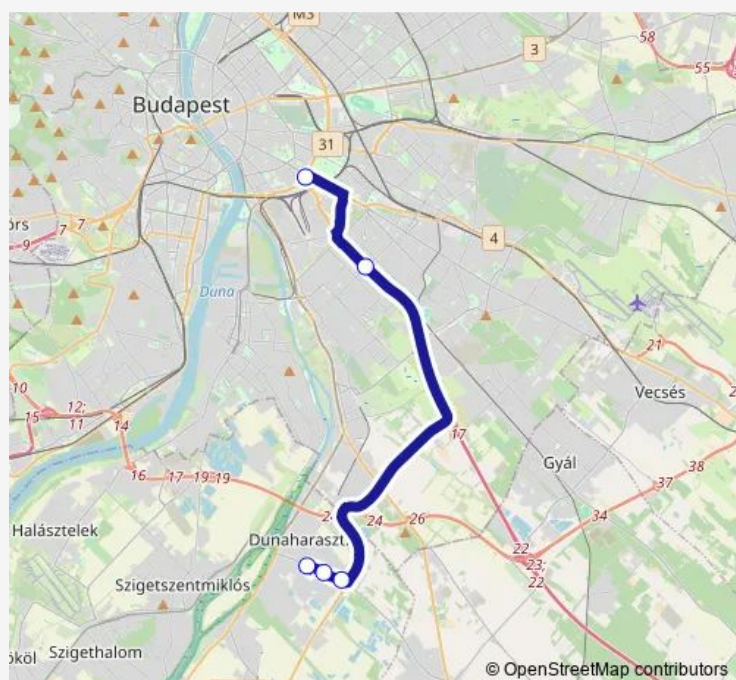 M3
58
3
55
Budapest
31
örs
7
7
9
4
Duna
21
2
10
12;
11
15
14
Vecsés
17
16
17
19
19
Gyál
38
37
Halásztelek
24
26
34
Dunaharaszt.
22
23;
22
Szigetszentmiklós
ököl
Szigethalom
© OpenStreetMap contributors